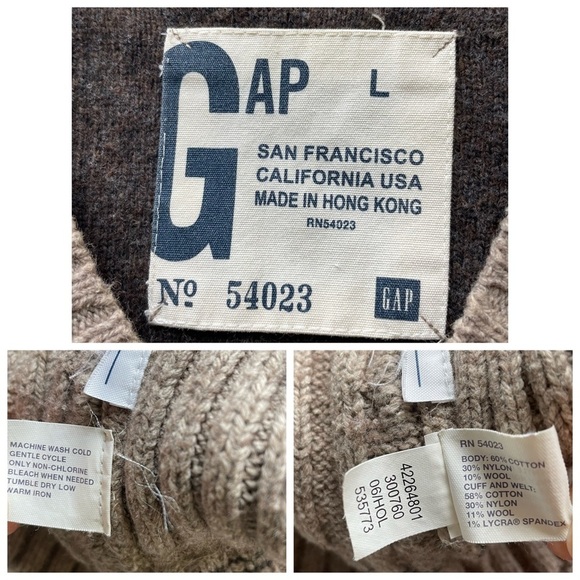 GAP L
SAN FRANCISCO
CALIFORNIA USA
MADE IN HONG KONG
RN54023
Nº 54023
GAP
MACHINE WASH COLD
GENTLE CYCLE
ONLY NON-CHLORINE
BLEACH WHEN NEEDED
TUMBLE DRY LOW
WARM IRON
42264801
300760
06/HOL
535773
RN 54023
BODY: 60% COTTON
30% NYLON
10% WOOL
CUFF AND WELT:
58% COTTON
30% NYLON
11% WOOL
1% LYCRA® SPANDEX